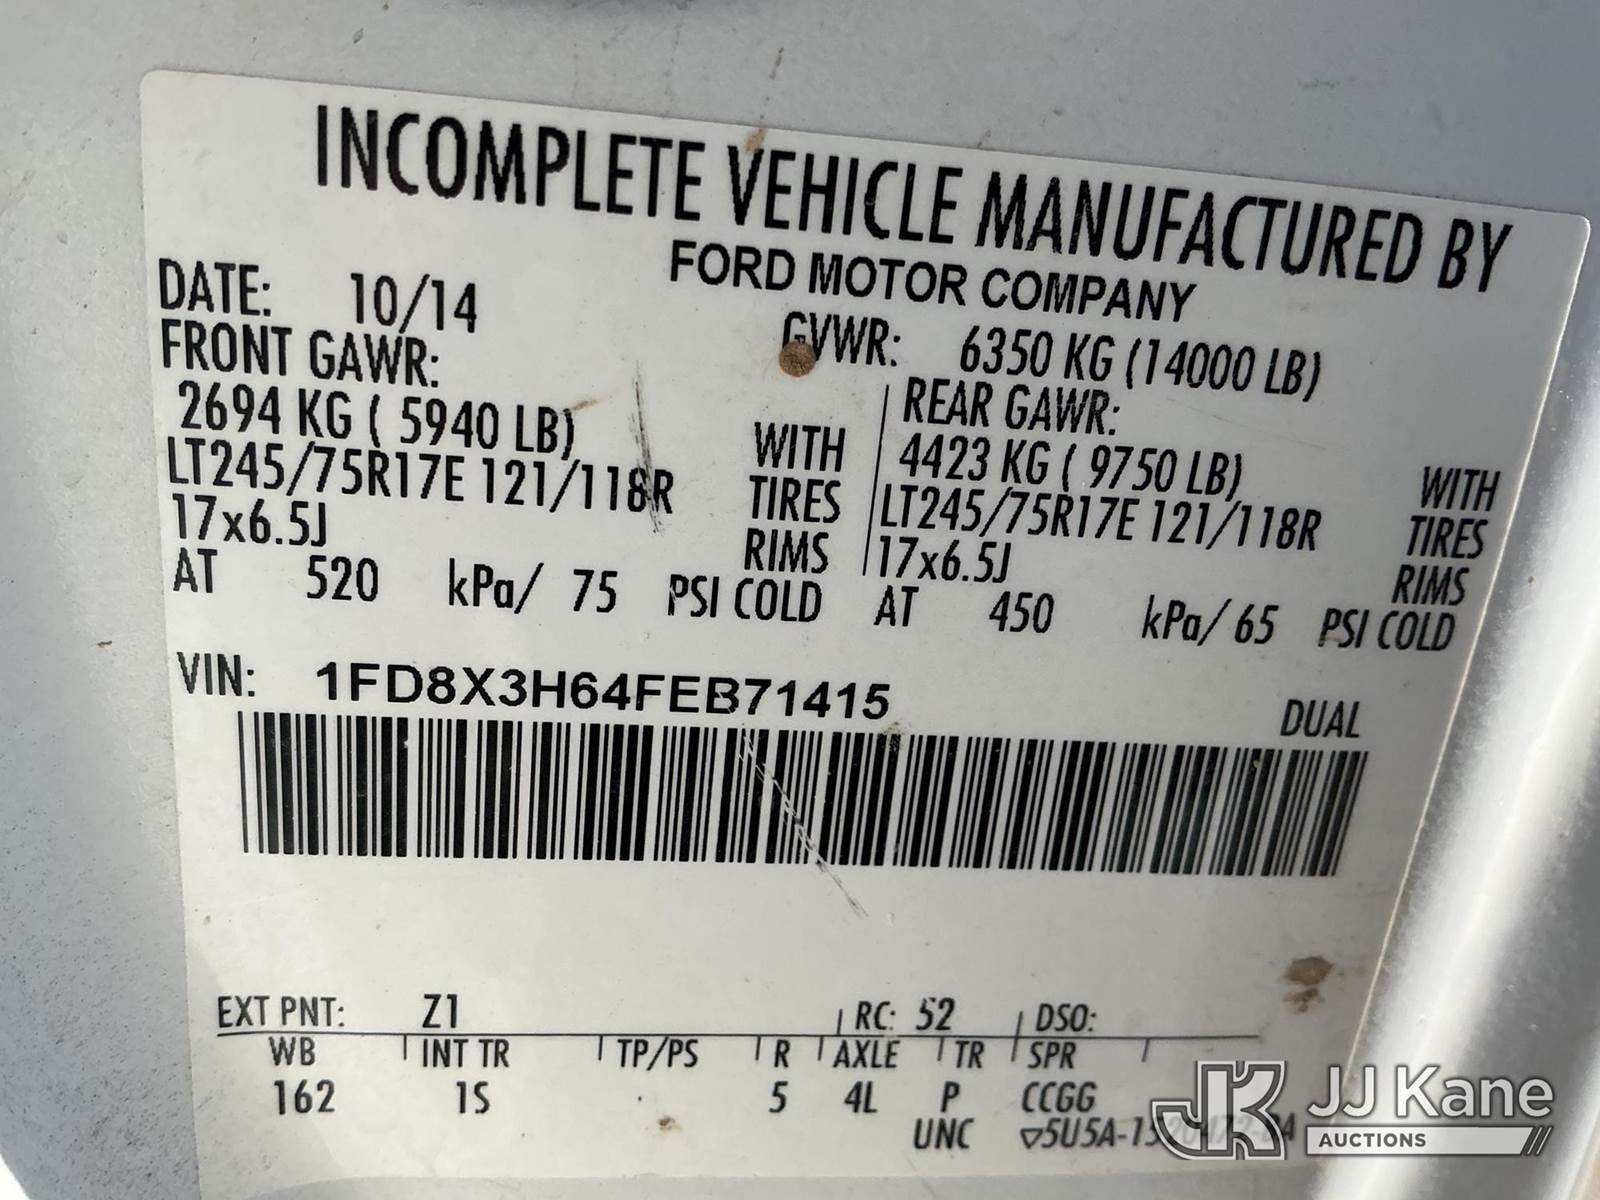 INCOMPLETE VEHICLE MANUFACTURED BY
FORD MOTOR COMPANY
DATE: 10/14 GVWR: 6350 KG (14000 LB)
FRONT GAWR: REAR GAWR:
2694 KG ( 5940 LB) WITH 4423 KG ( 9750 LB) WITH
LT245/75R17E 121/118R TIRES LT245/75R17E 121/118R TIRES
17x6.5J RIMS 17x6.5J RIMS
AT 520 kPa/ 75 PSI COLD AT 450 kPa/ 65 PSI COLD
VIN: 1FD8X3H64FEB71415
DUAL
EXT PNT: Z1 RC: 52 DSO:
WB INT TR TP/PS R AXLE TR SPR
162 1S 5 4L P CCGG
UNC
JK JJ Kane
AUCTIONS